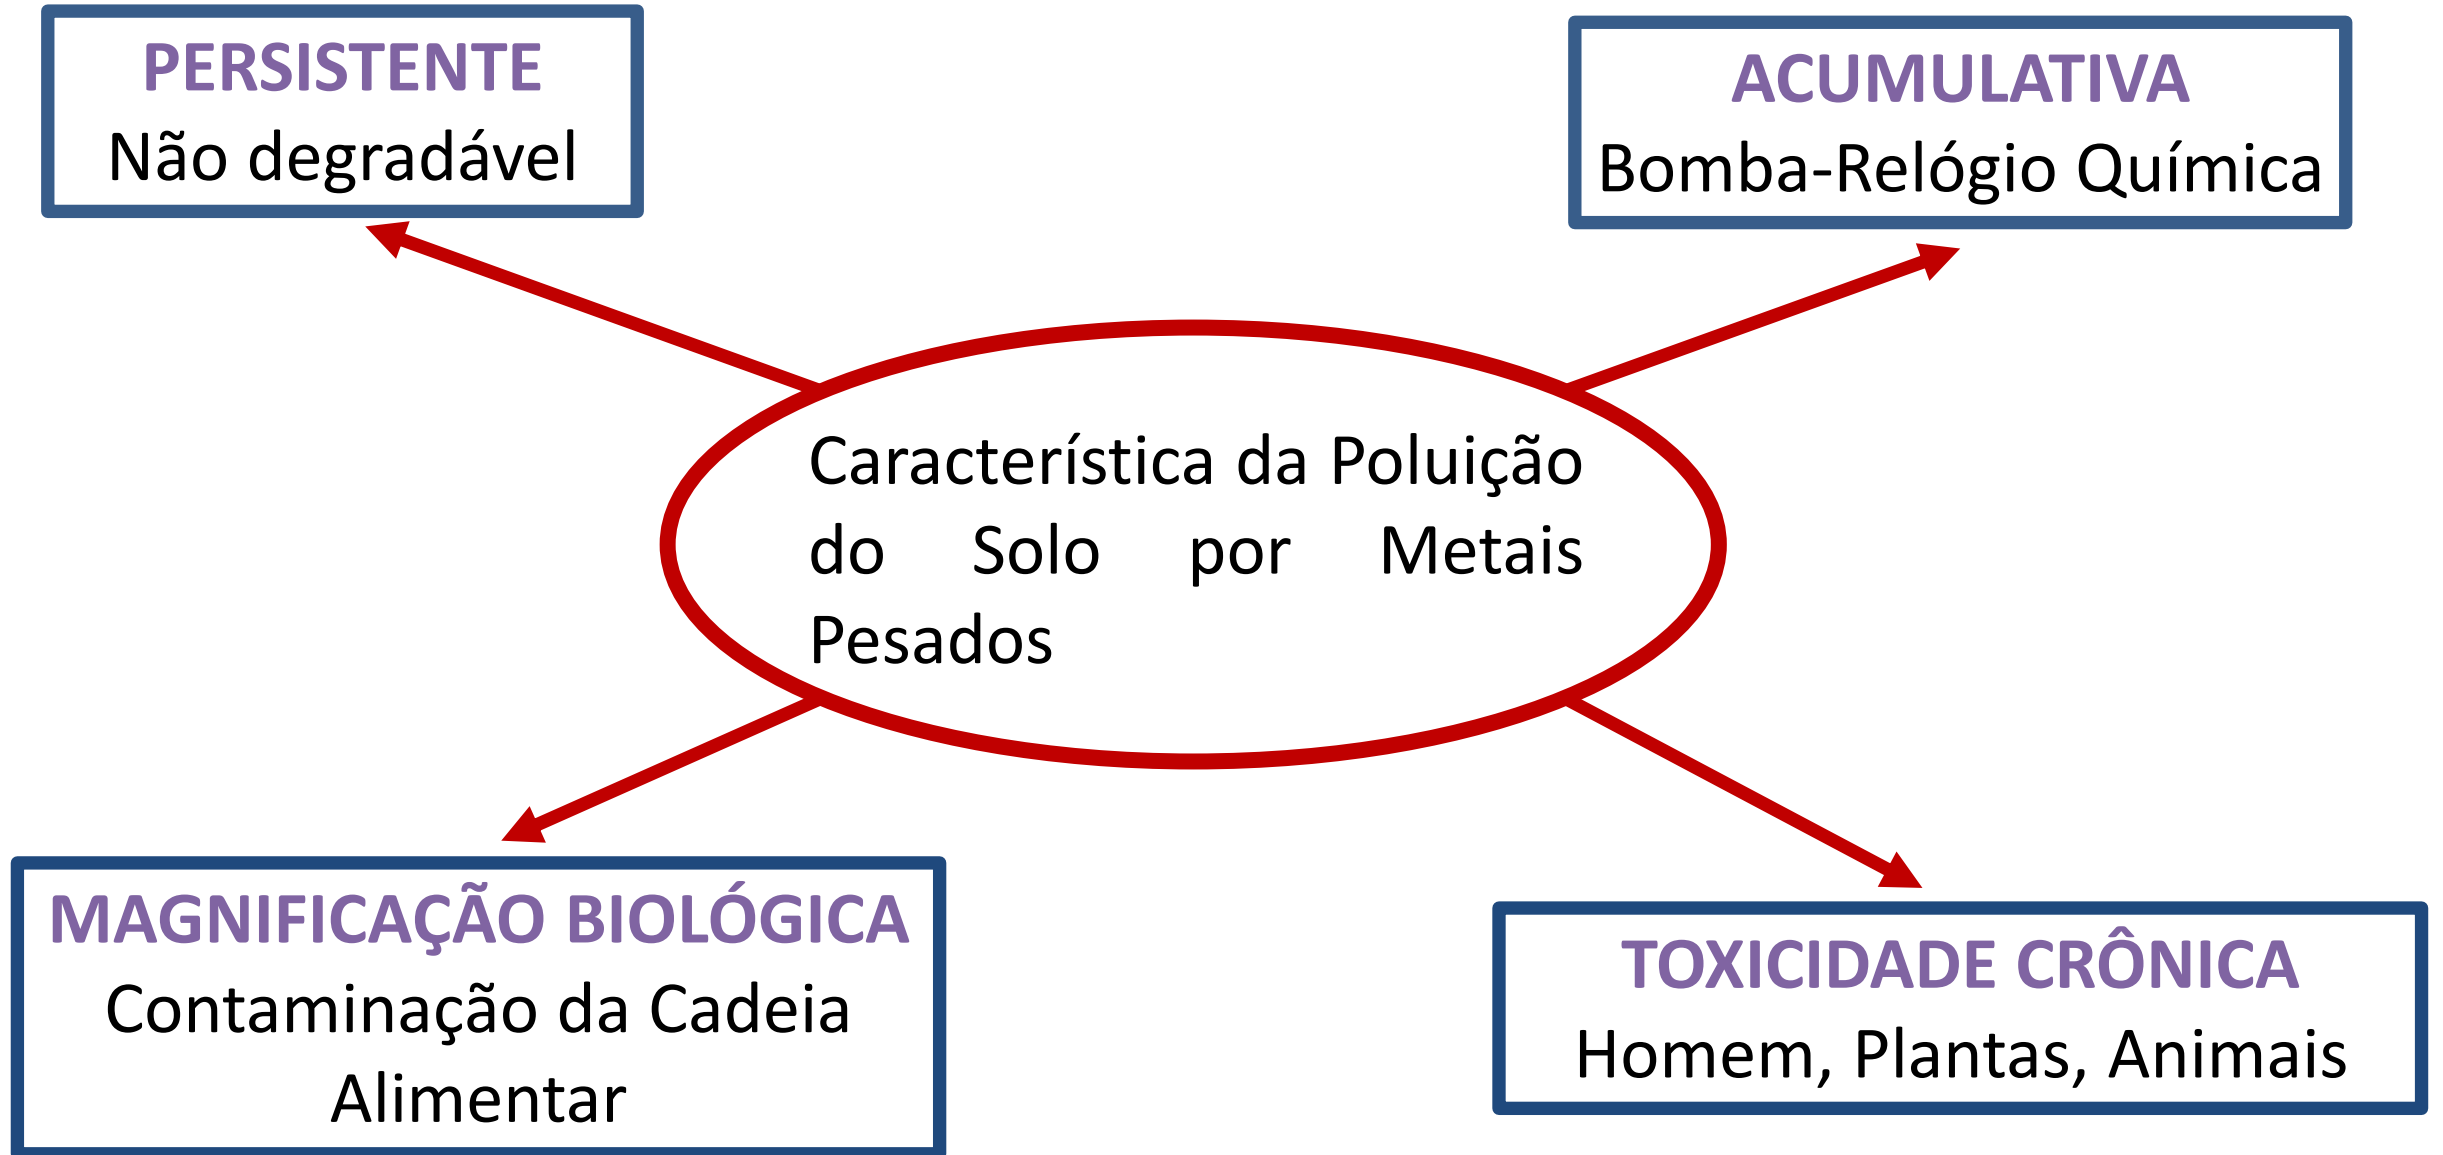 PERSISTENTE
Não degradável
ACUMULATIVA
Bomba-Relógio Química
Característica da Poluição
do Solo por Metais
Pesados
MAGNIFICAÇÃO BIOLÓGICA
Contaminação da Cadeia
Alimentar
TOXICIDADE CRÔNICA
Homem, Plantas, Animais